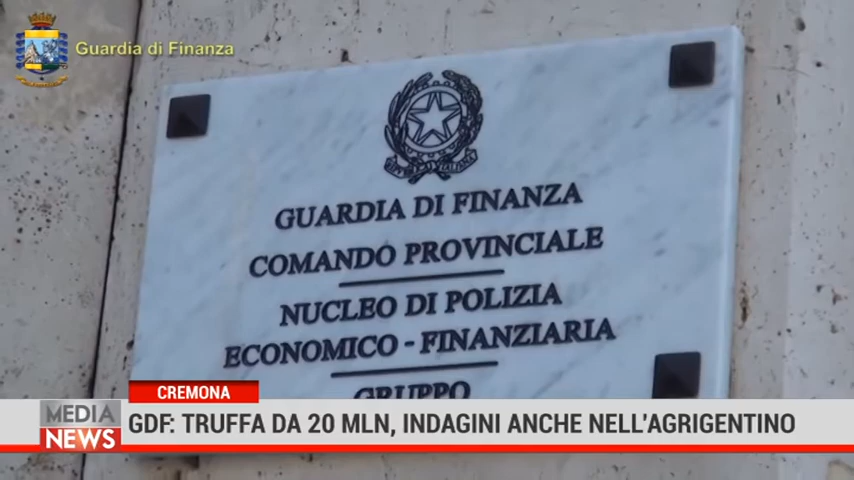 Guardia di Finanza
GUARDIA DI FINANZA
COMANDO PROVINCIALE
NUCLEO DI POLIZIA
ECONOMICO - FINANZIARIA
GRUPPO
CREMONA
MEDIA
NEWS
GDF: TRUFFA DA 20 MLN, INDAGINI ANCHE NELL'AGRIGENTINO